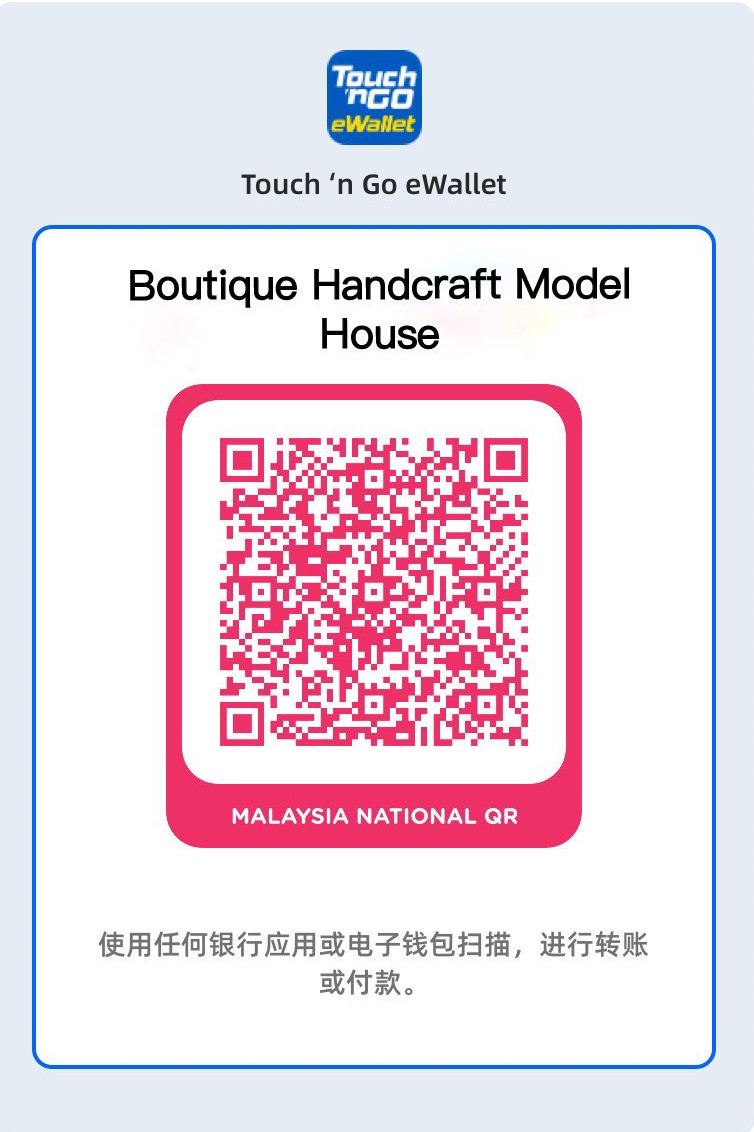 Touch
'nGO
eWallet
Touch ‘n Go eWallet
Boutique Handcraft Model
House
MALAYSIA NATIONAL QR
使用任何银行应用或电子钱包扫描，进行转账
或付款。